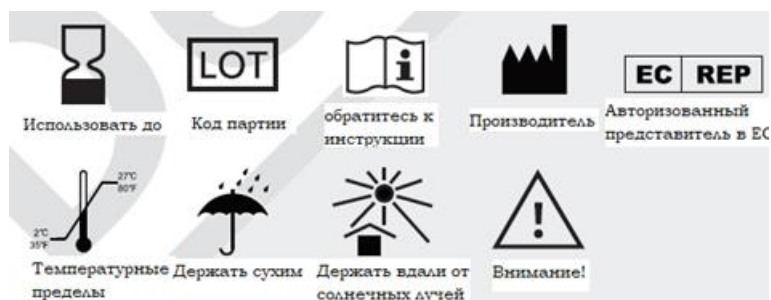 LOT
i
EC REP
Использовать до
Код партии
обратитесь к
инструкции
Производитель
Авторизованный
представитель в ЕС
27°C
80°F
2°C
35°F
!
Температурные
пределы
Держать сухим
Держать вдали от
солнечных лучей
Внимание!